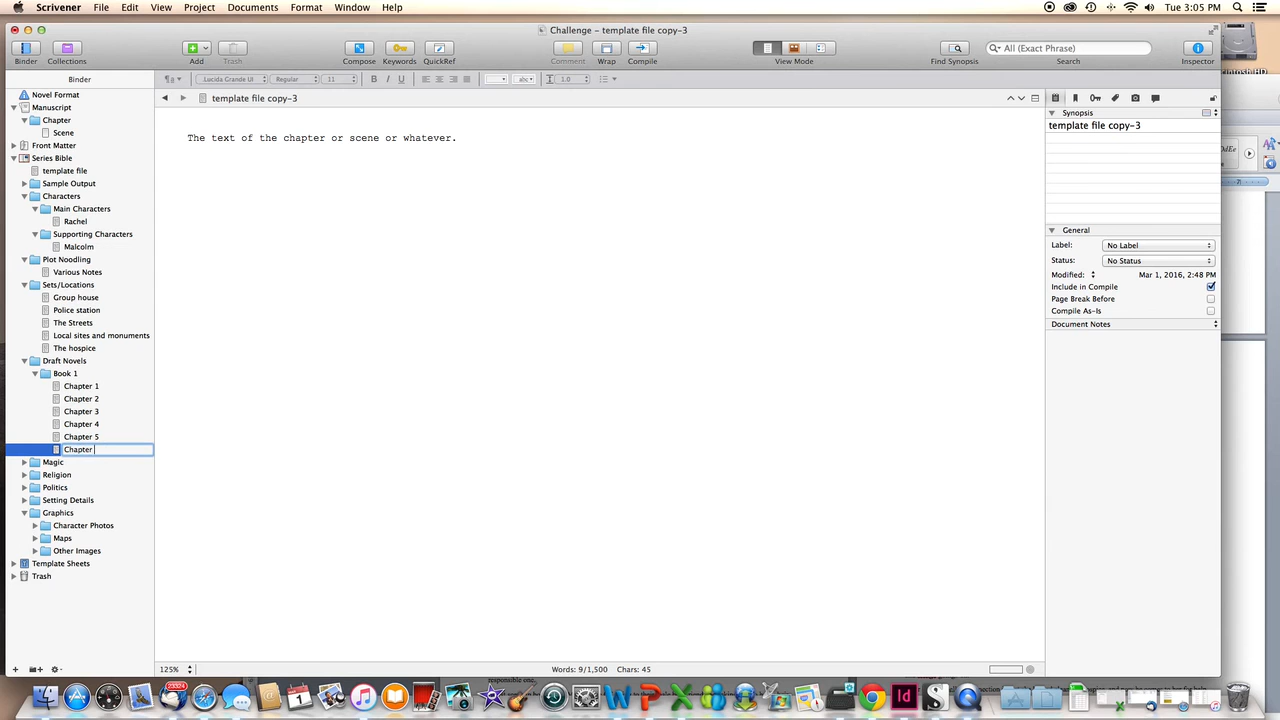 Scrivener File Edit View Project Documents Format Window Help Tue 3:05 PM
Challenge - template file copy-3
Binder Collections Add Trash Compose Keywords QuickRef Comment Wrap Compile View Mode Find Synopsis All (Exact Phrase) Search Inspector
Lucida Grande UI Regular 11 B I U abc 1.0
Binder
template file copy-3
Novel Format
Manuscript
Chapter
Scene
Front Matter
Series Bible
template file
Sample Output
Characters
Main Characters
Rachel
Supporting Characters
Malcolm
Plot Noodling
Various Notes
Sets/Locations
Group house
Police station
The Streets
Local sites and monuments
The hospice
Draft Novels
Book 1
Chapter 1
Chapter 2
Chapter 3
Chapter 4
Chapter 5
Chapter
Magic
Religion
Politics
Setting Details
Graphics
Character Photos
Maps
Other Images
Template Sheets
Trash
The text of the chapter or scene or whatever.
125%
Words: 9/1,500 Chars: 45
Synopsis
template file copy-3
General
Label: No Label
Status: No Status
Modified: Mar 1, 2016, 2:48 PM
Include in Compile
Page Break Before
Compile As-Is
Document Notes
responsible one,
23324
Id